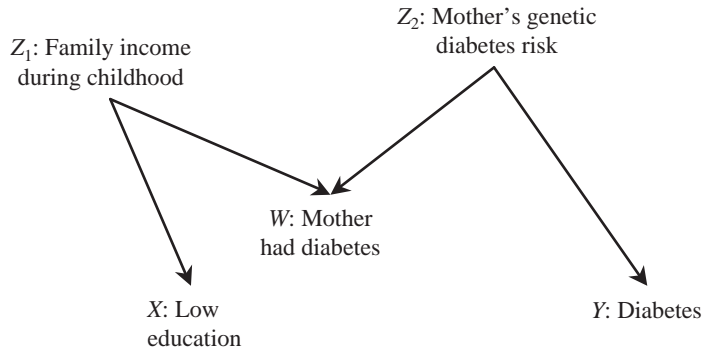 Z1: Family income
during childhood
Z2: Mother’s genetic
diabetes risk
W: Mother
had diabetes
X: Low
education
Y: Diabetes